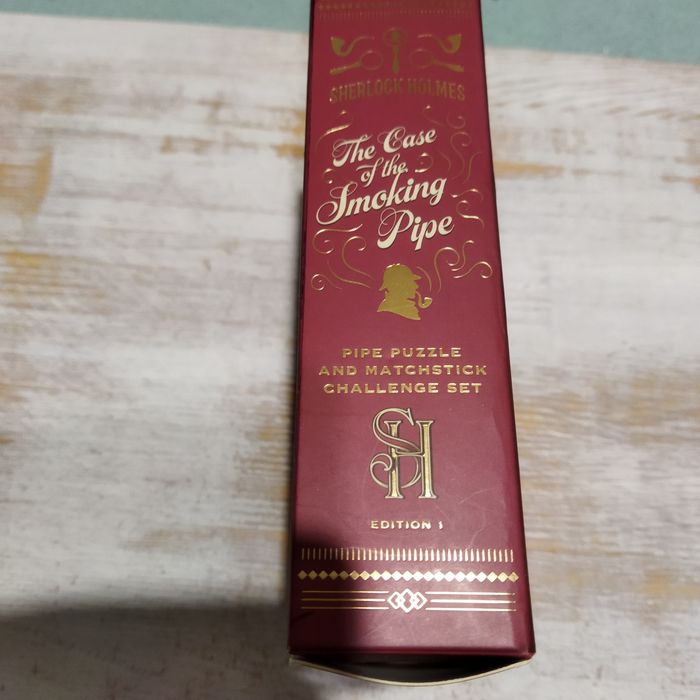 SHERLOCK HOLMES
The Case
of the
Smoking
Pipe
PIPE PUZZLE
AND MATCHSTICK
CHALLENGE SET
SH
EDITION 1